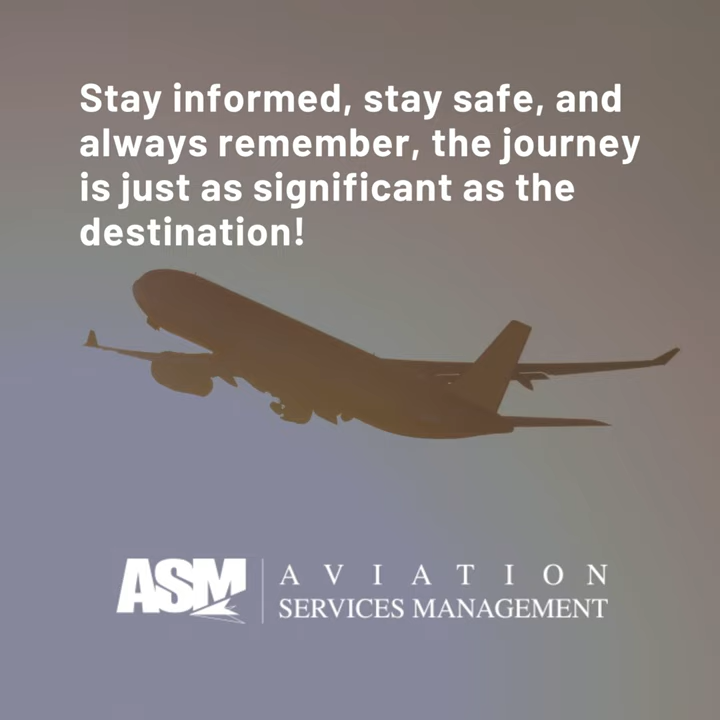 Stay informed, stay safe, and
always remember, the journey
is just as significant as the
destination!
ASM
AVIATION
SERVICES MANAGEMENT